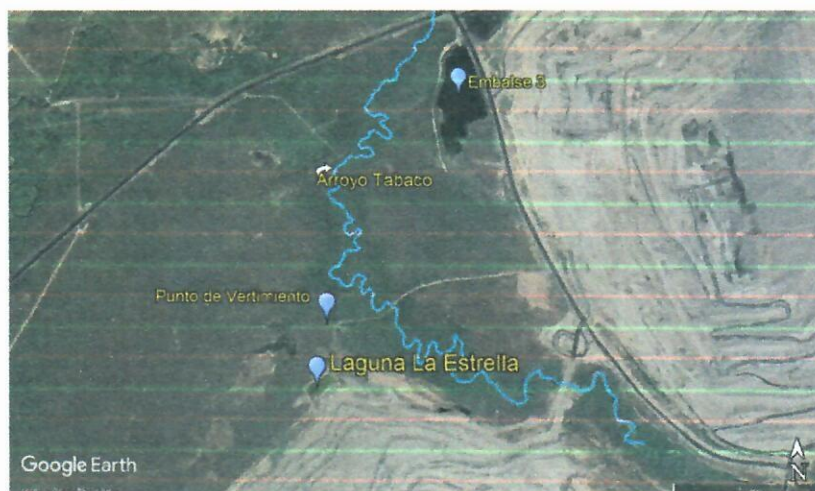 Embalse 3
Arroyo Tabaco
Punto de Vertimiento
Laguna La Estrella
Google Earth
N